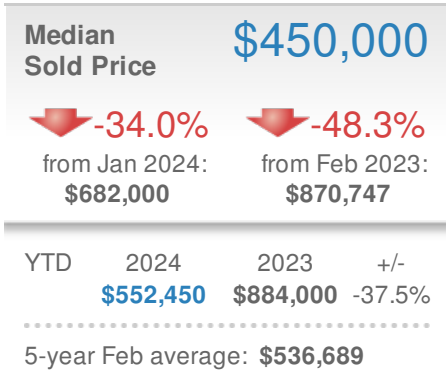 Median $450,000
Sold Price
-34.0% -48.3%
from Jan 2024: from Feb 2023:
$682,000 $870,747
YTD 2024 2023 +/-
$552,450 $884,000 -37.5%
5-year Feb average: $536,689